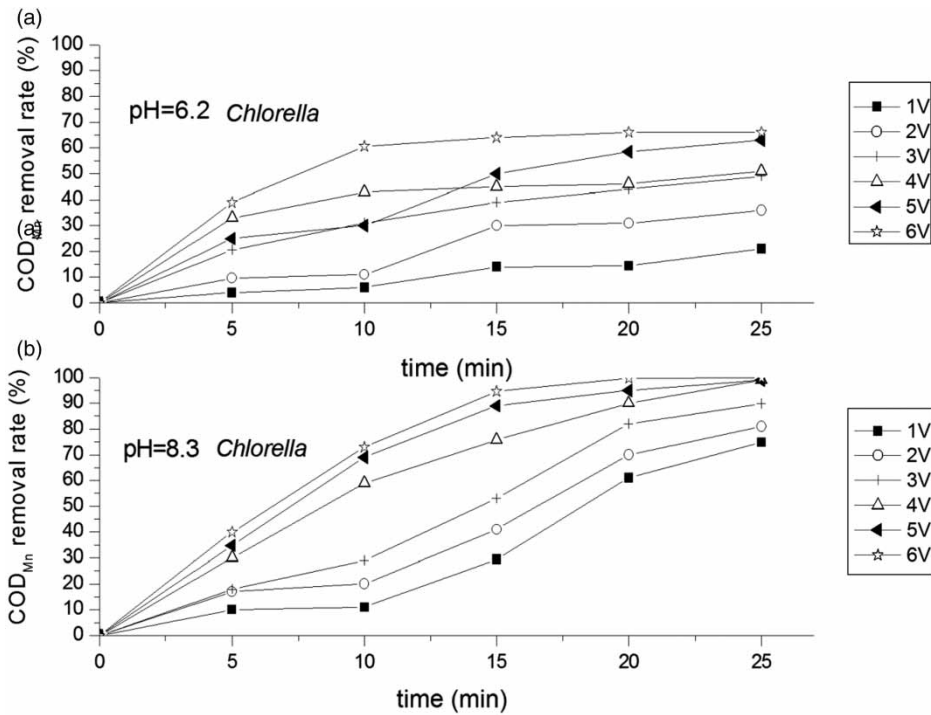 (a)
COD removal rate (%)
(a)
100
90
80
70
60
50
40
30
20
10
0
pH=6.2 Chlorella
0 5 10 15 20 25
time (min)
1V
2V
3V
4V
5V
6V
(b)
COD_Mn removal rate (%)
100
90
80
70
60
50
40
30
20
10
0
pH=8.3 Chlorella
0 5 10 15 20 25
time (min)
1V
2V
3V
4V
5V
6V